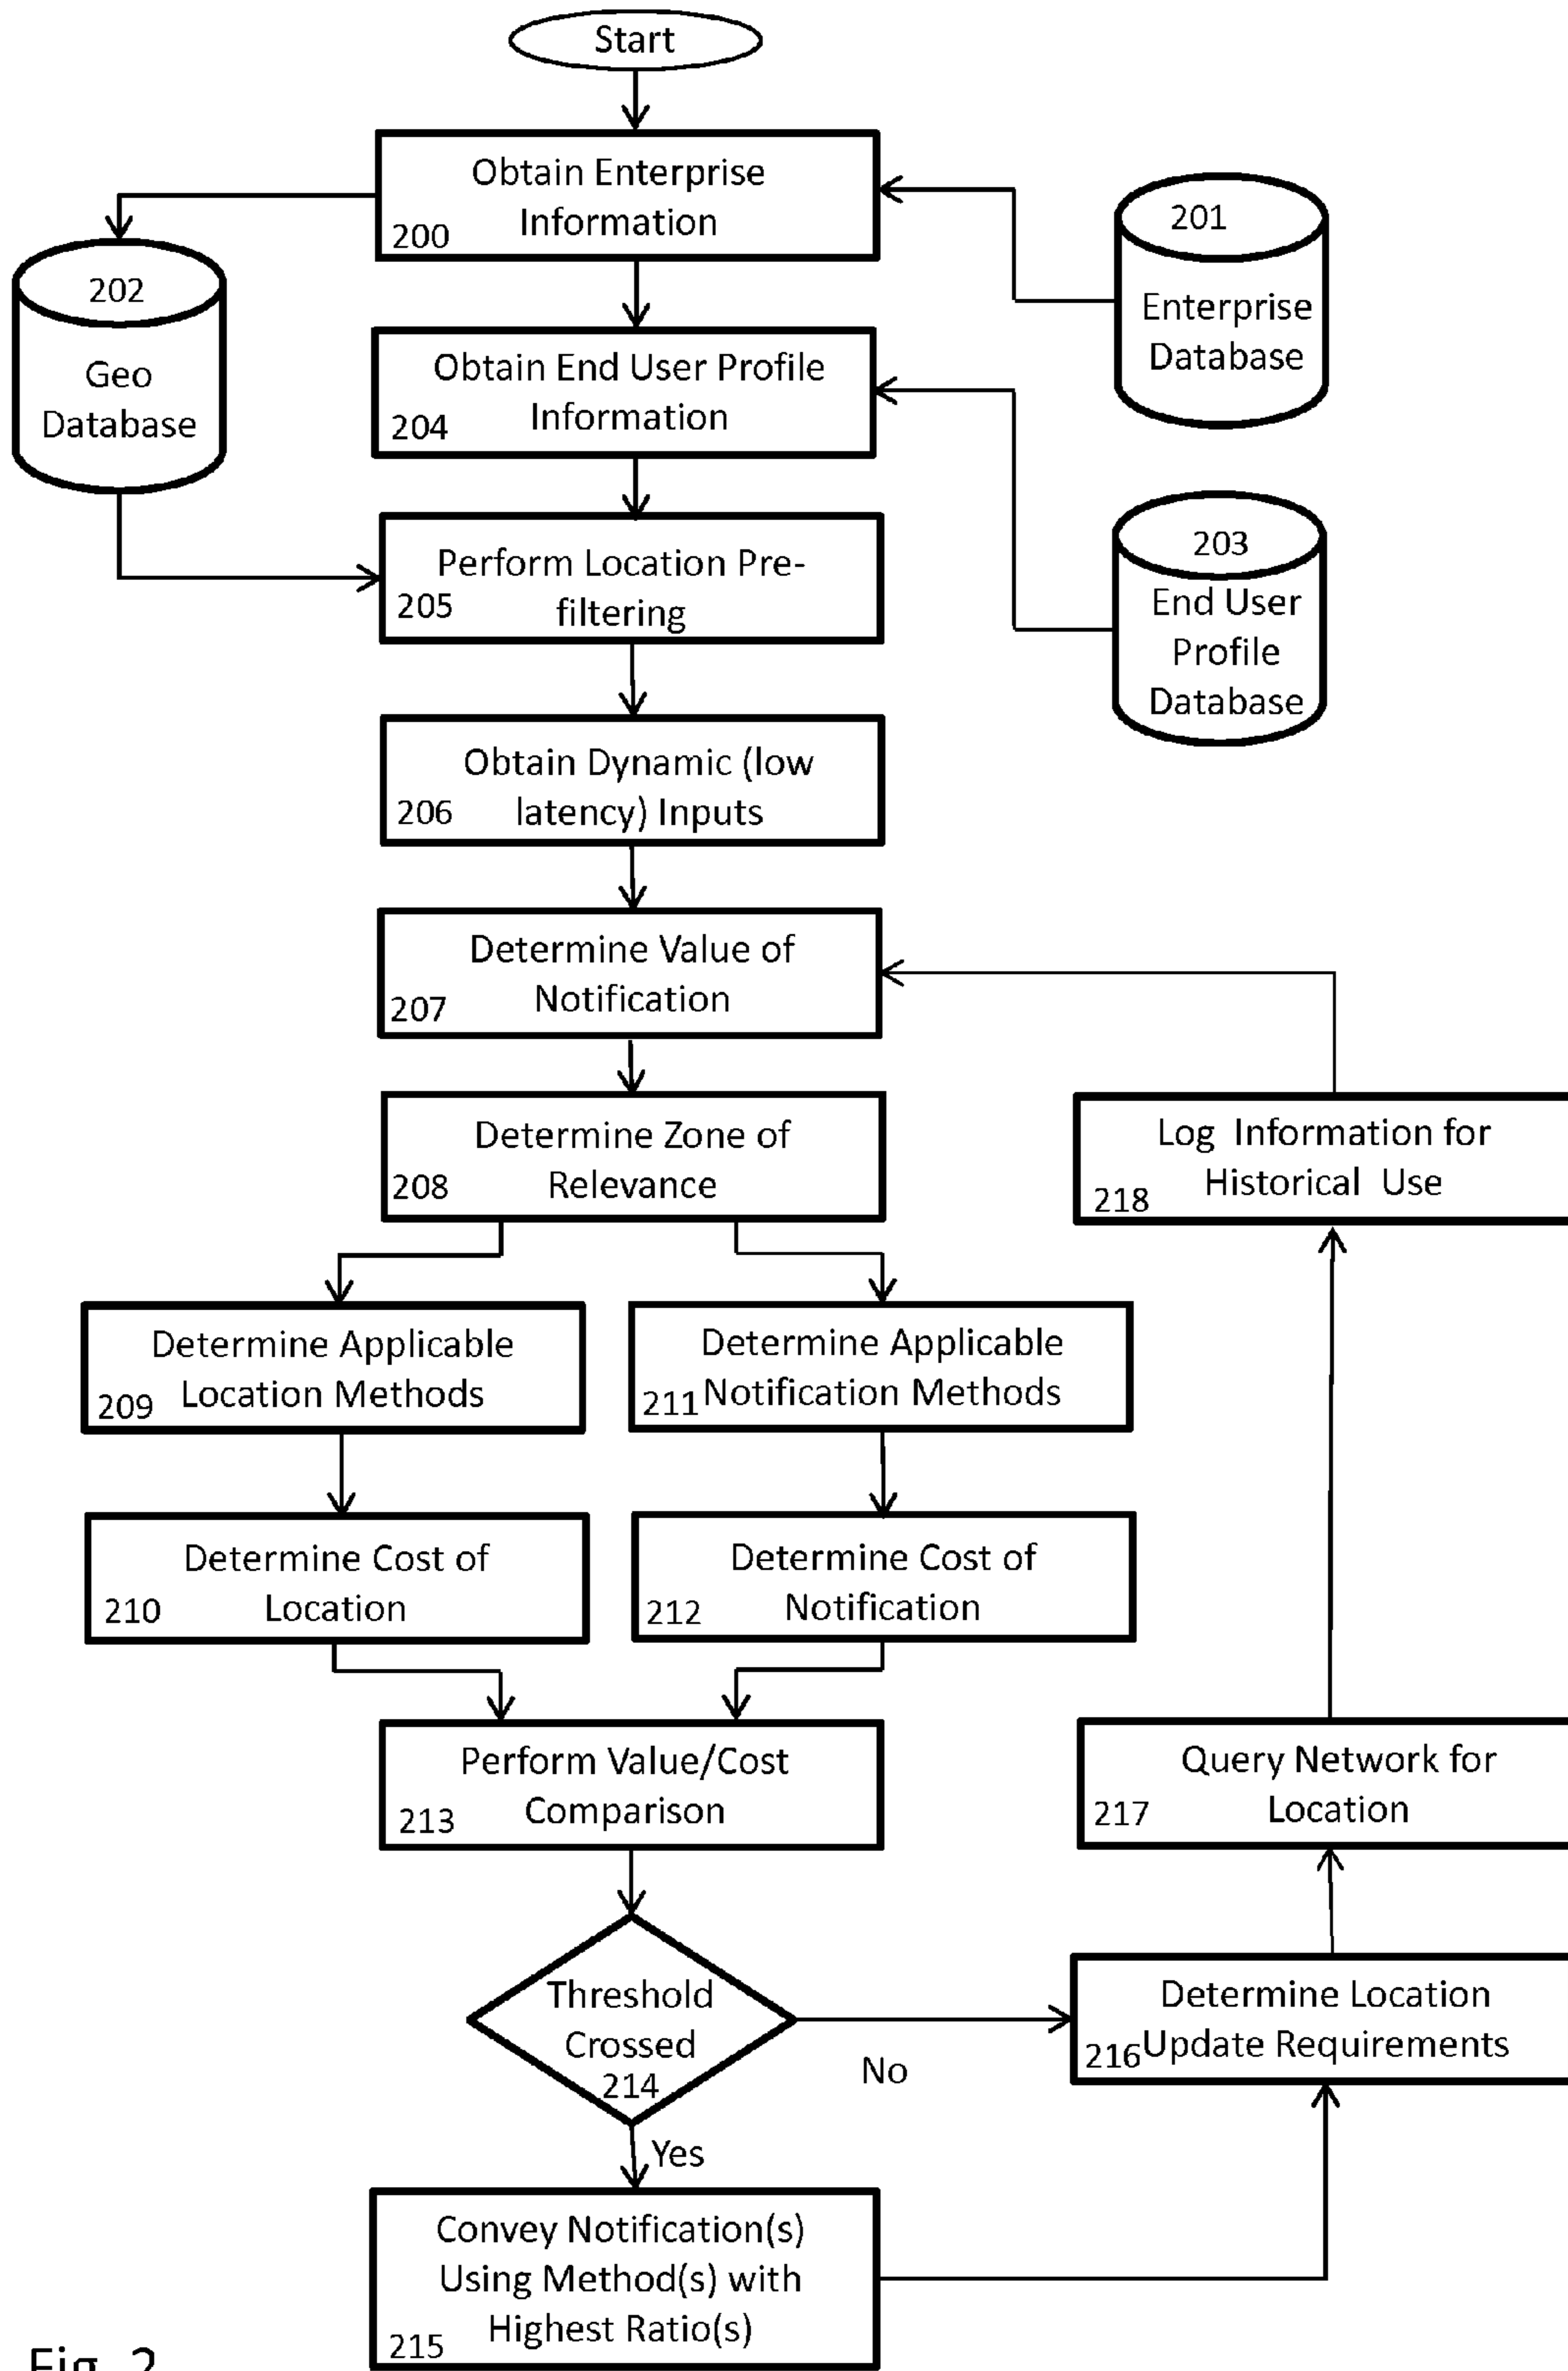 Start
Obtain Enterprise
Information
200
201
Enterprise
Database
202
Geo
Database
Obtain End User Profile
Information
204
203
End User
Profile
Database
Perform Location Pre-
filtering
205
Obtain Dynamic (low
latency) Inputs
206
Determine Value of
Notification
207
Determine Zone of
Relevance
208
Log Information for
Historical Use
218
Determine Applicable
Location Methods
209
Determine Applicable
Notification Methods
211
Determine Cost of
Location
210
Determine Cost of
Notification
212
Perform Value/Cost
Comparison
213
Query Network for
Location
217
Threshold
Crossed
214
No
Yes
Determine Location
Update Requirements
216
Convey Notification(s)
Using Method(s) with
Highest Ratio(s)
215
Fig. 2